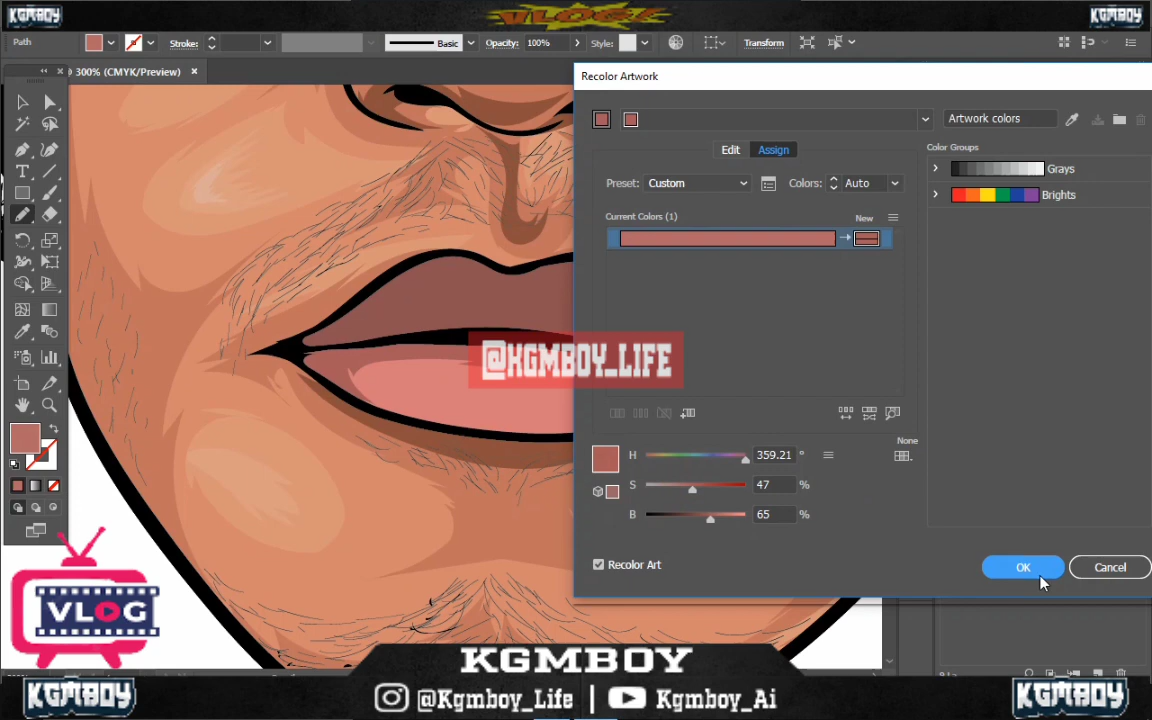 KGMBOY
VLOG!
KGMBOY
Path
Stroke:
Basic
Opacity: 100%
Style:
Transform
300% (CMYK/Preview)
Recolor Artwork
Artwork colors
Edit
Assign
Color Groups
Preset: Custom
Colors: Auto
Grays
Brights
Current Colors (1)
New
@KGMBOY_LIFE
None
H 359.21 °
S 47 %
B 65 %
Recolor Art
OK
Cancel
VLOG
KGMBOY
@Kgmboy_Life | Kgmboy_Ai
KGMBOY
KGMBOY